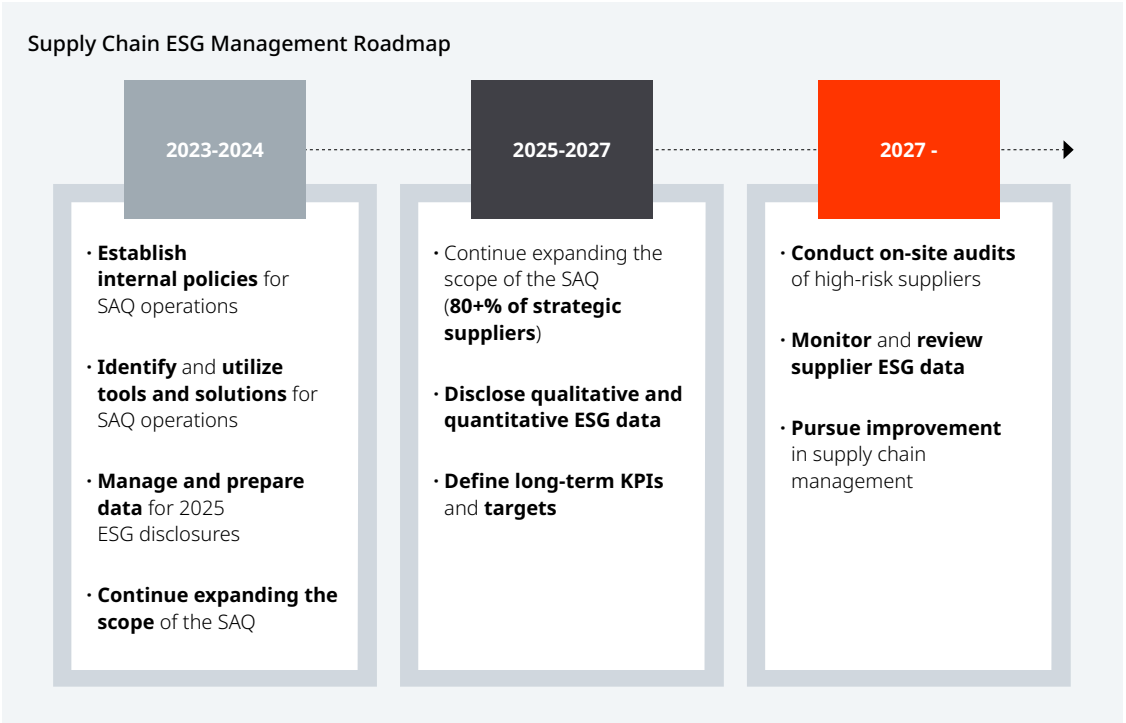 Supply Chain ESG Management Roadmap
2023-2024
· Establish
internal policies for
SAQ operations
· Identify and utilize
tools and solutions for
SAQ operations
· Manage and prepare
data for 2025
ESG disclosures
· Continue expanding the
scope of the SAQ
2025-2027
· Continue expanding the
scope of the SAQ
(80+% of strategic
suppliers)
· Disclose qualitative and
quantitative ESG data
· Define long-term KPIs
and targets
2027 -
· Conduct on-site audits
of high-risk suppliers
· Monitor and review
supplier ESG data
· Pursue improvement
in supply chain
management